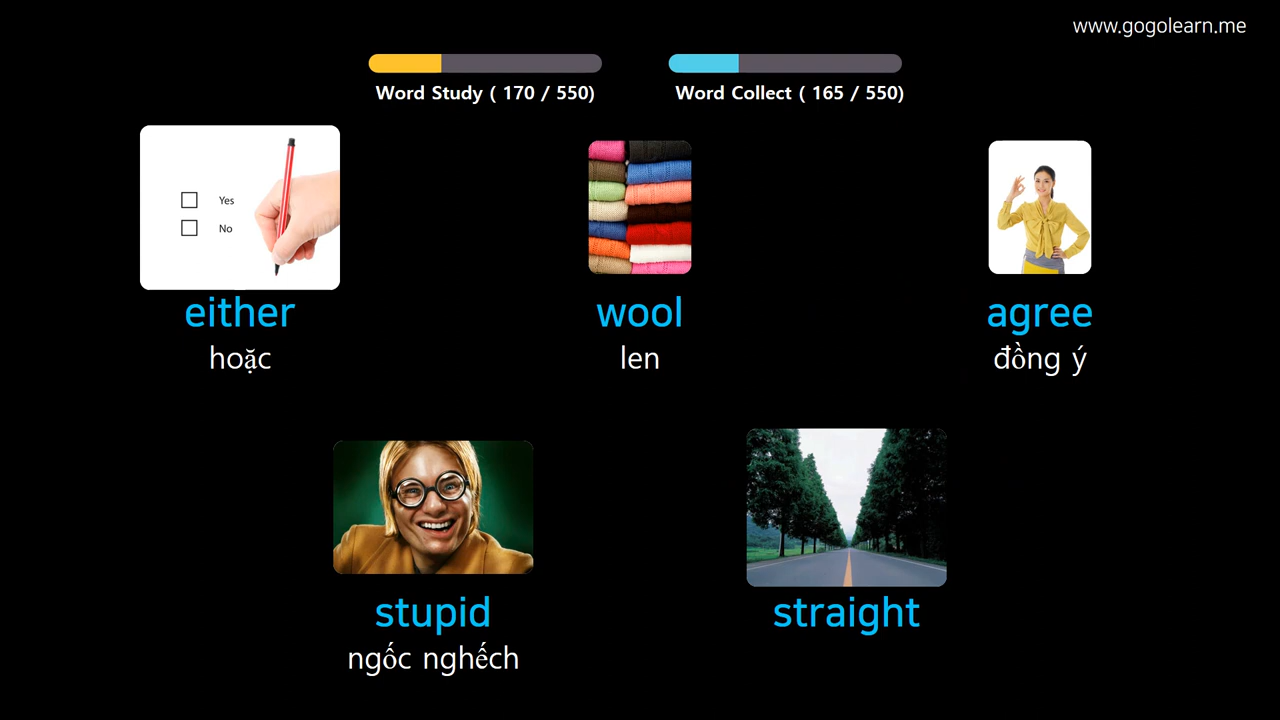 www.gogolearn.me
Word Study ( 170 / 550)
Word Collect ( 165 / 550)
Yes
No
either
wool
agree
hoặc
len
đồng ý
stupid
straight
ngốc nghếch